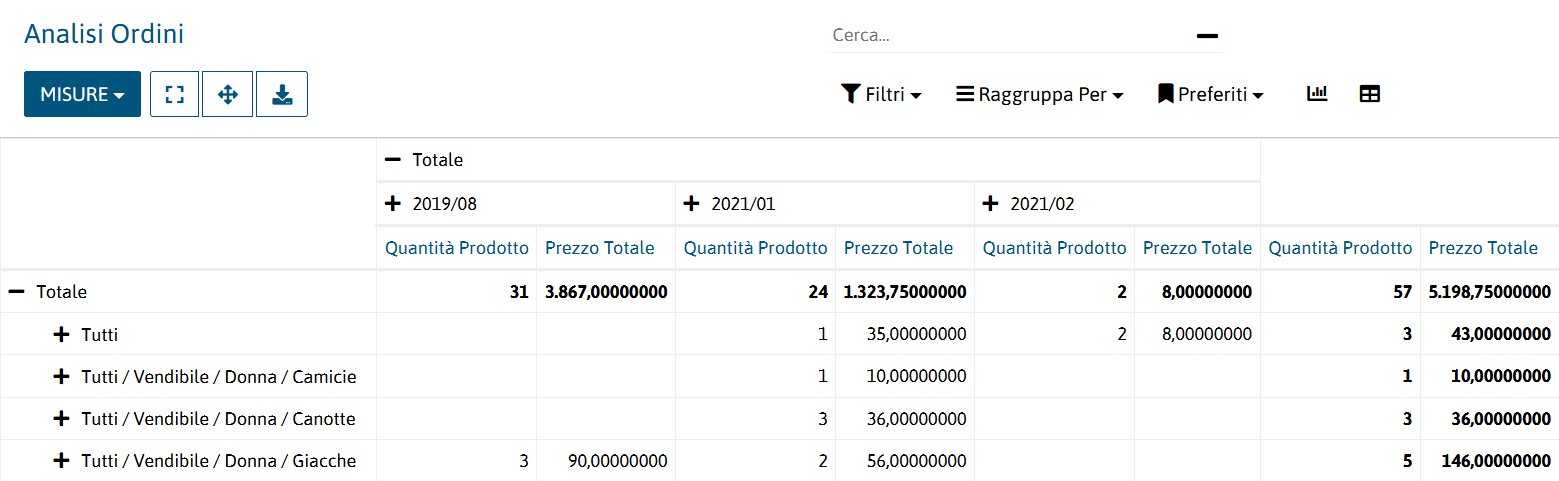 Analisi Ordini
Cerca...
MISURE
Filtri
Raggruppa Per
Preferiti
Totale
2019/08 2021/01 2021/02
Quantità Prodotto Prezzo Totale Quantità Prodotto Prezzo Totale Quantità Prodotto Prezzo Totale Quantità Prodotto Prezzo Totale
Totale 31 3.867,00000000 24 1.323,75000000 2 8,00000000 57 5.198,75000000
Tutti 1 35,00000000 2 8,00000000 3 43,00000000
Tutti / Vendibile / Donna / Camicie 1 10,00000000 1 10,00000000
Tutti / Vendibile / Donna / Canotte 3 36,00000000 3 36,00000000
Tutti / Vendibile / Donna / Giacche 3 90,00000000 2 56,00000000 5 146,00000000